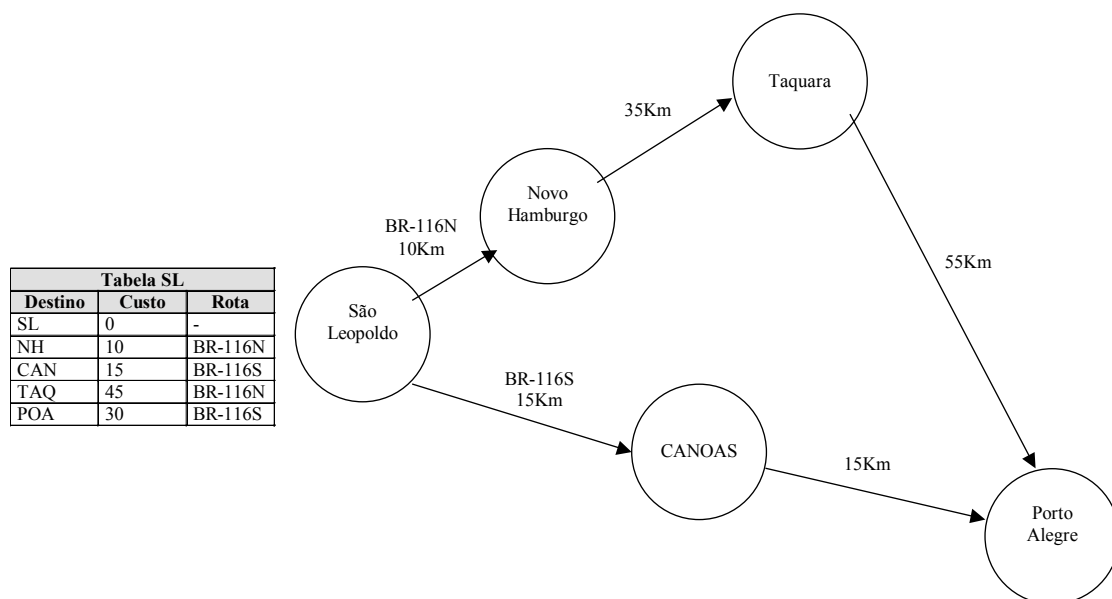 Tabela SL
Destino Custo Rota
SL 0 -
NH 10 BR-116N
CAN 15 BR-116S
TAQ 45 BR-116N
POA 30 BR-116S
Taquara
35Km
Novo
Hamburgo
BR-116N
10Km
55Km
São
Leopoldo
BR-116S
15Km
CANOAS
15Km
Porto
Alegre